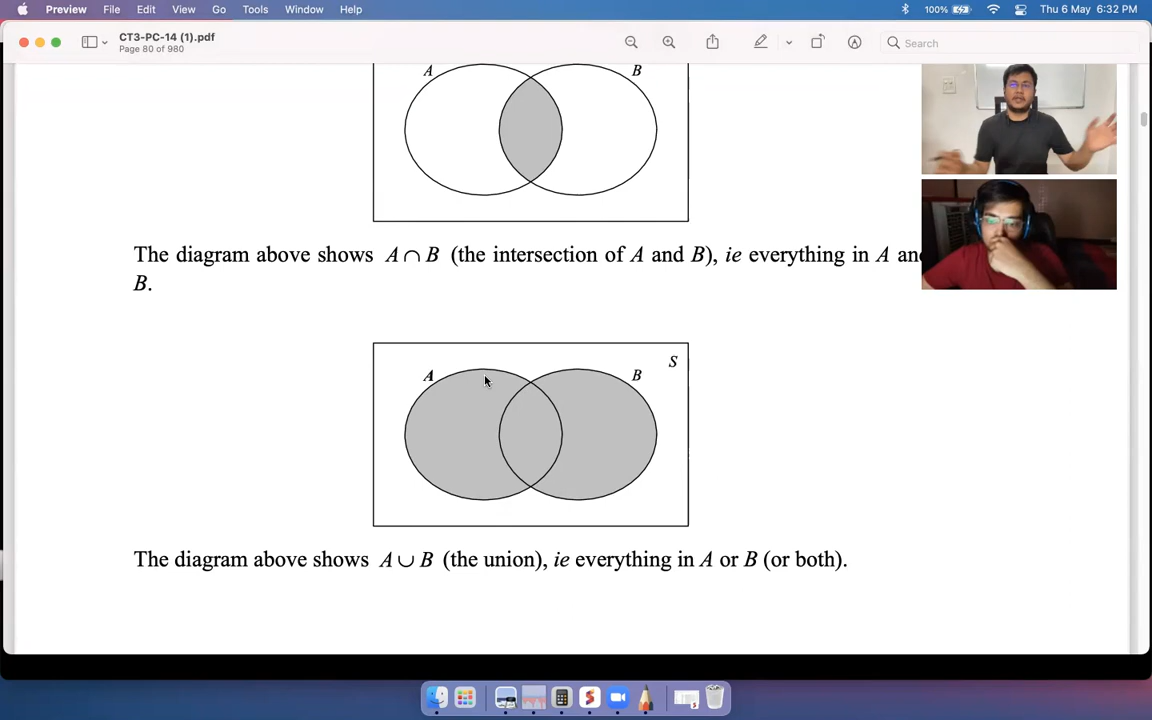 Preview File Edit View Go Tools Window Help 100% Thu 6 May 6:32 PM
CT3-PC-14 (1).pdf
Page 80 of 980
Search
A B
The diagram above shows A ∩ B (the intersection of A and B), ie everything in A and
B.
S
A B
The diagram above shows A ∪ B (the union), ie everything in A or B (or both).